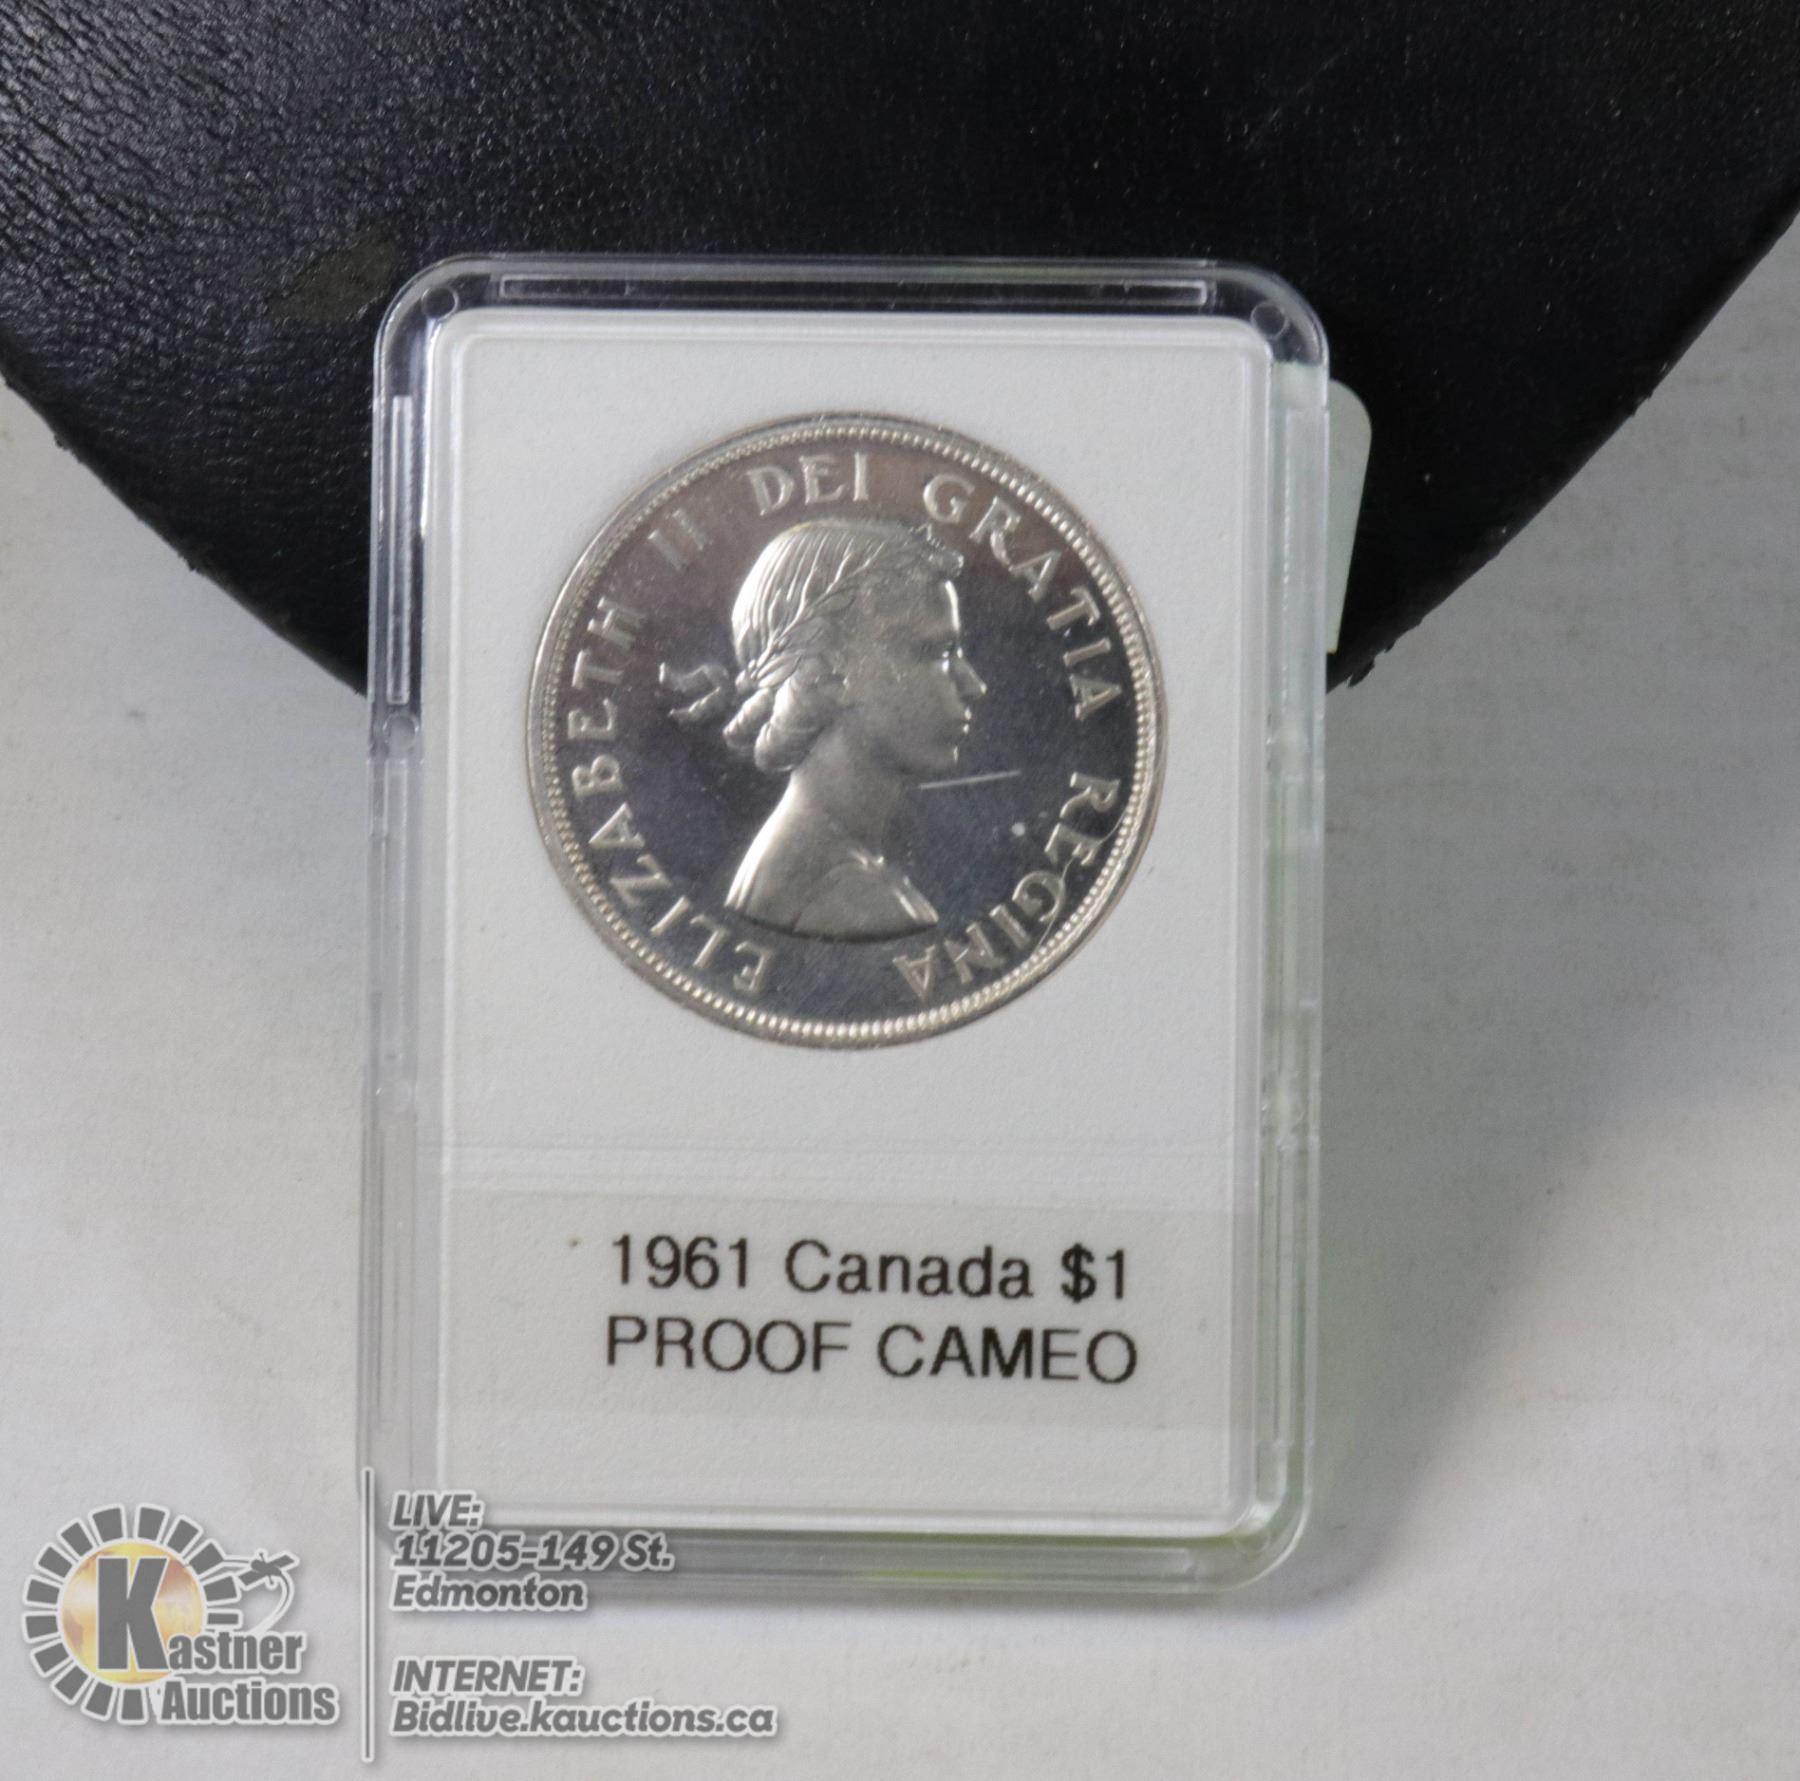 ELIZABETH II DEI GRATIA REGINA
1961 Canada $1
PROOF CAMEO
Kastner
Auctions
LIVE:
11205-149 St.
Edmonton
INTERNET:
Bidlive.kauctions.ca